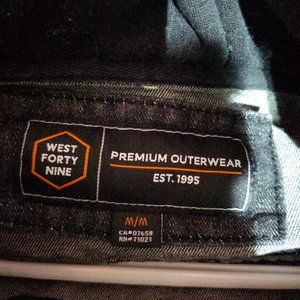 WEST
FORTY
NINE
PREMIUM OUTERWEAR
EST. 1995
M/M
CA#07658
RN#73023